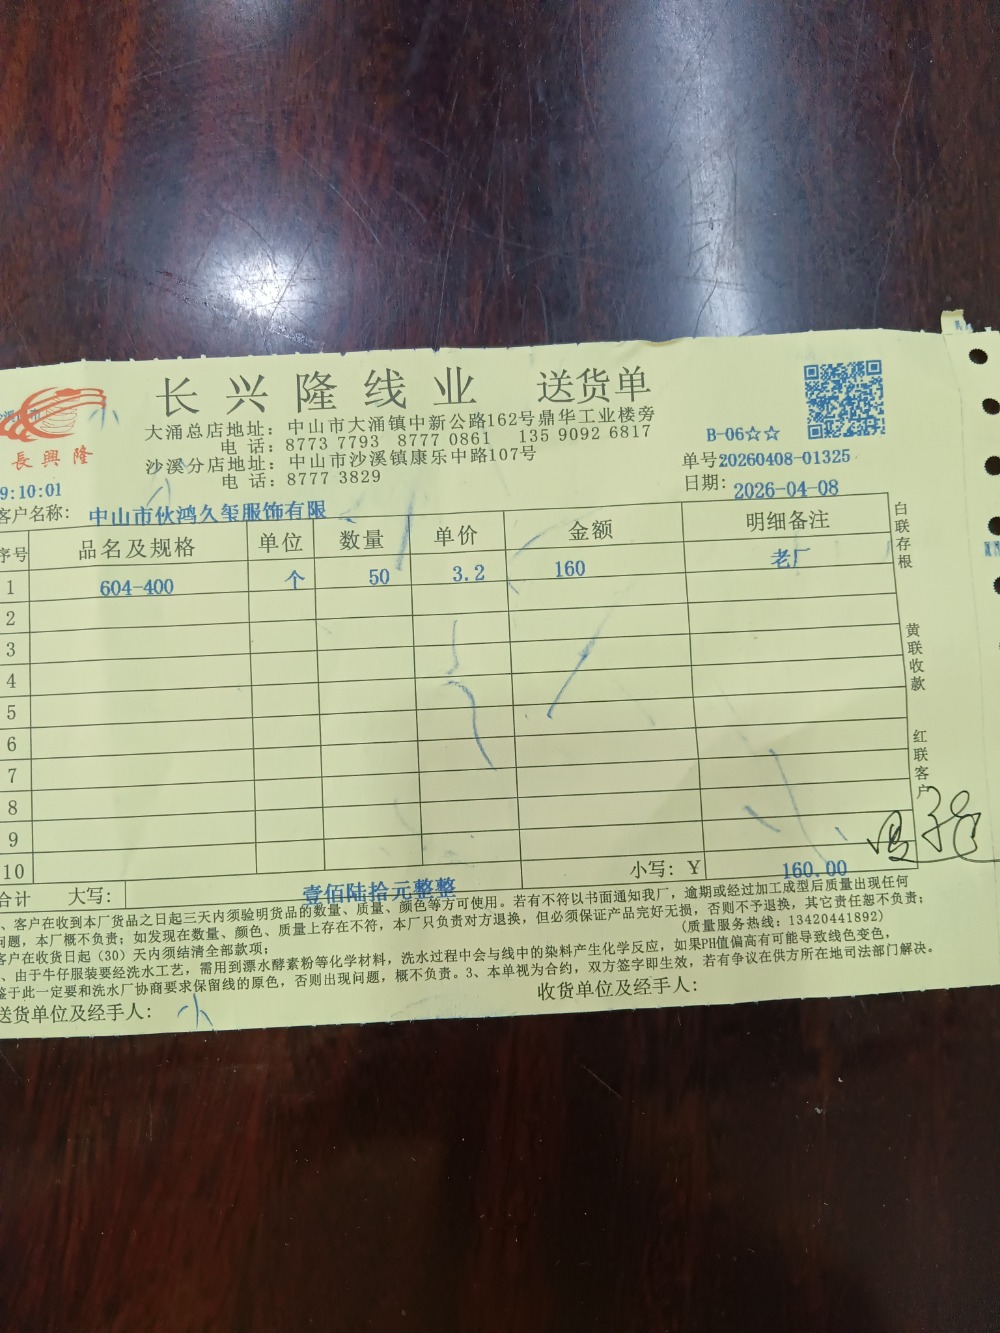 长兴隆线业 送货单
長興隆
大涌总店地址：中山市大涌镇中新公路162号鼎华工业楼旁
电 话：8773 7793 8777 0861 135 9092 6817
沙溪分店地址：中山市沙溪镇康乐中路107号
电 话：8777 3829
B-06☆☆
单号20260408-01325
日期：2026-04-08
9:10:01
客户名称：中山市伙鸿久玺服饰有限
序号 品名及规格 单位 数量 单价 金额 明细备注
1 604-400 个 50 3.2 160 老厂
2
3
4
5
6
7
8
9
10
合计 大写：壹佰陆拾元整整 小写：Y 160.00
白联存根
黄联收款
红联客户
、客户在收到本厂货品之日起三天内须验明货品的数量、质量、颜色等方可使用。若有不符以书面通知我厂，逾期或经过加工成型后质量出现任何
问题，本厂概不负责；如发现在数量、颜色、质量上存在不符，本厂只负责对方退换，但必须保证产品完好无损，否则不予退换，其它责任恕不负责；
客户在收货日起（30）天内须结清全部款项；
(质量服务热线：13420441892)
、由于牛仔服装要经洗水工艺，需用到漂水酵素粉等化学材料，洗水过程中会与线中的染料产生化学反应，如果PH值偏高有可能导致线色变色，
鉴于此一定要和洗水厂协商要求保留线的原色，否则出现问题，概不负责。3、本单视为合约，双方签字即生效，若有争议在供方所在地司法部门解决。
送货单位及经手人：
收货单位及经手人：